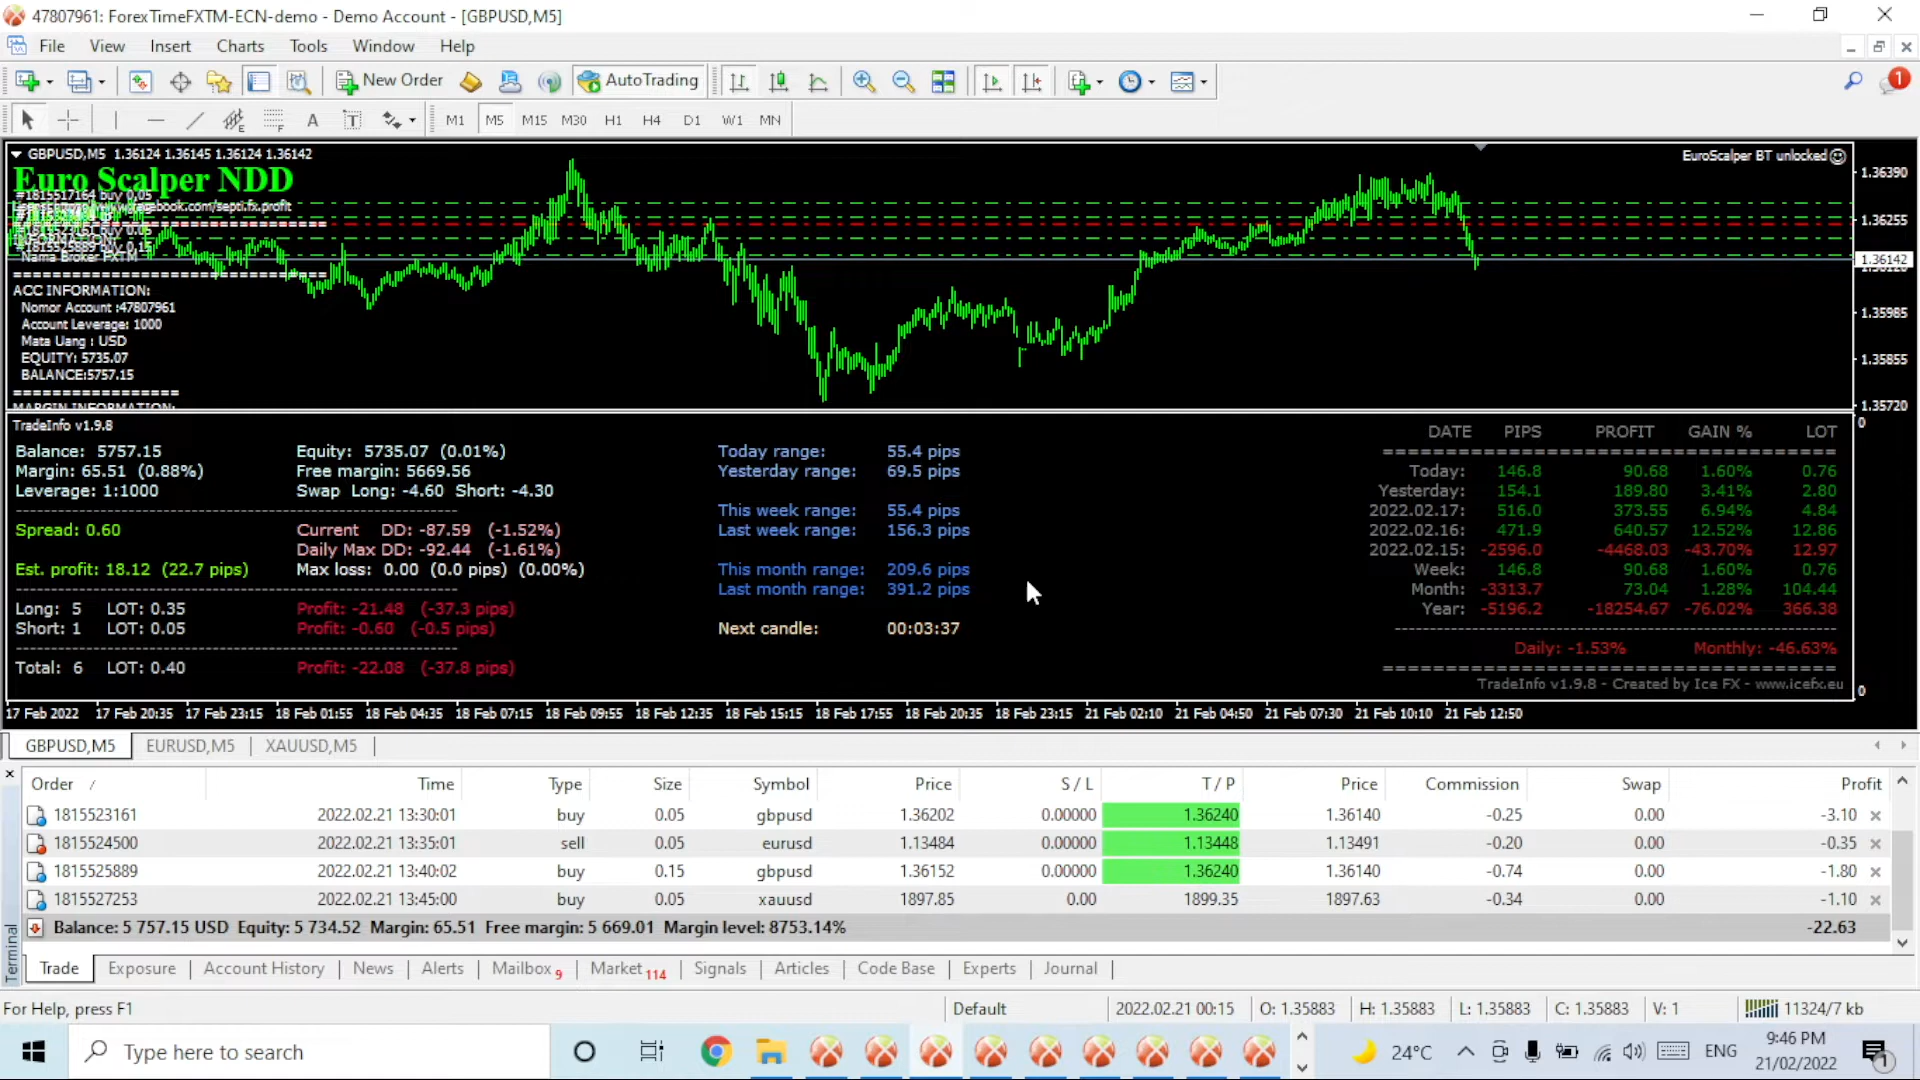 47807961: ForexTimeFXTM-ECN-demo - Demo Account - [GBPUSD,M5]
File View Insert Charts Tools Window Help
New Order AutoTrading 1
A T M1 M5 M15 M30 H1 H4 D1 W1 MN
GBPUSD,M5 1.36124 1.36145 1.36124 1.36142
EuroScalper BT unlocked
Euro Scalper NDD
#1815517164 buy 0.05
#1815523161 buy 0.05
#1815525889 buy 0.15
Nama Broker FXTM
==========================
ACC INFORMATION:
Nomor Account :47807961
Account Leverage: 1000
Mata Uang : USD
EQUITY: 5735.07
BALANCE:5757.15
==================
MARGIN INFORMATION:
1.36390
1.36255
1.36142
1.35985
1.35855
1.35720
TradeInfo v1.9.8
Balance: 5757.15 Equity: 5735.07 (0.01%)
Margin: 65.51 (0.88%) Free margin: 5669.56
Leverage: 1:1000 Swap Long: -4.60 Short: -4.30
Spread: 0.60 Current DD: -87.59 (-1.52%)
Daily Max DD: -92.44 (-1.61%)
Est. profit: 18.12 (22.7 pips) Max loss: 0.00 (0.0 pips) (0.00%)
Long: 5 LOT: 0.35 Profit: -21.48 (-37.3 pips)
Short: 1 LOT: 0.05 Profit: -0.60 (-0.5 pips)
Total: 6 LOT: 0.40 Profit: -22.08 (-37.8 pips)
Today range: 55.4 pips
Yesterday range: 69.5 pips
This week range: 55.4 pips
Last week range: 156.3 pips
This month range: 209.6 pips
Last month range: 391.2 pips
Next candle: 00:03:37
DATE PIPS PROFIT GAIN % LOT
Today: 146.8 90.68 1.60% 0.76
Yesterday: 154.1 189.80 3.41% 2.80
2022.02.17: 516.0 373.55 6.94% 4.84
2022.02.16: 471.9 640.57 12.52% 12.86
2022.02.15: -2596.0 -4468.03 -43.70% 12.97
Week: 146.8 90.68 1.60% 0.76
Month: -3313.7 73.04 1.28% 104.44
Year: -5196.2 -18254.67 -76.02% 366.38
Daily: -1.53% Monthly: -46.63%
TradeInfo v1.9.8 - Created by Ice FX - www.icefx.eu
0
0
17 Feb 2022 17 Feb 20:35 17 Feb 23:15 18 Feb 01:55 18 Feb 04:35 18 Feb 07:15 18 Feb 09:55 18 Feb 12:35 18 Feb 15:15 18 Feb 17:55 18 Feb 20:35 18 Feb 23:15 21 Feb 02:10 21 Feb 04:50 21 Feb 07:30 21 Feb 10:10 21 Feb 12:50
GBPUSD,M5 EURUSD,M5 XAUUSD,M5
Order / Time Type Size Symbol Price S / L T / P Price Commission Swap Profit
1815523161 2022.02.21 13:30:01 buy 0.05 gbpusd 1.36202 0.00000 1.36240 1.36140 -0.25 0.00 -3.10
1815524500 2022.02.21 13:35:01 sell 0.05 eurusd 1.13484 0.00000 1.13448 1.13491 -0.20 0.00 -0.35
1815525889 2022.02.21 13:40:02 buy 0.15 gbpusd 1.36152 0.00000 1.36240 1.36140 -0.74 0.00 -1.80
1815527253 2022.02.21 13:45:00 buy 0.05 xauusd 1897.85 0.00 1899.35 1897.63 -0.34 0.00 -1.10
Balance: 5 757.15 USD Equity: 5 734.52 Margin: 65.51 Free margin: 5 669.01 Margin level: 8753.14% -22.63
Terminal
Trade Exposure Account History News Alerts Mailbox 9 Market 114 Signals Articles Code Base Experts Journal
For Help, press F1 Default 2022.02.21 00:15 O: 1.35883 H: 1.35883 L: 1.35883 C: 1.35883 V: 1 11324/7 kb
Type here to search 24°C ENG 9:46 PM
21/02/2022 1